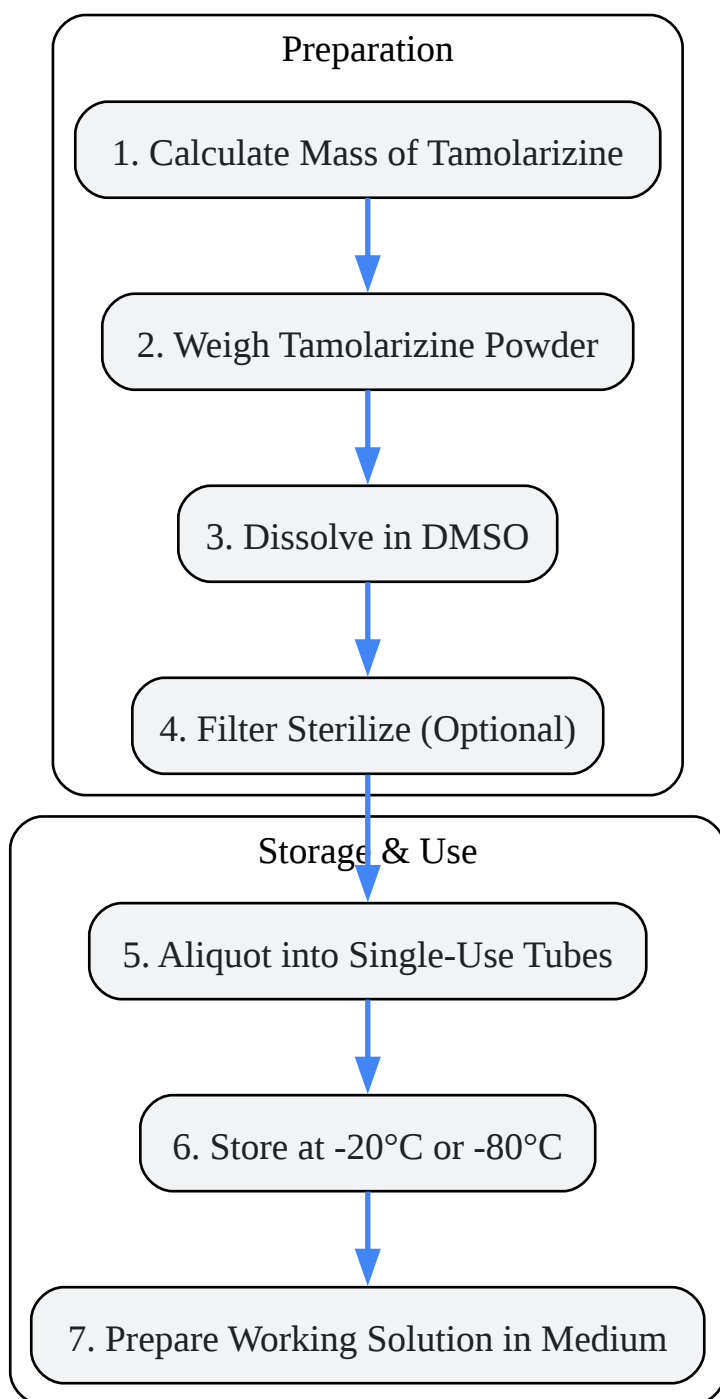 Preparation
1. Calculate Mass of Tamolarizine
2. Weigh Tamolarizine Powder
3. Dissolve in DMSO
4. Filter Sterilize (Optional)
Storage & Use
5. Aliquot into Single-Use Tubes
6. Store at -20°C or -80°C
7. Prepare Working Solution in Medium